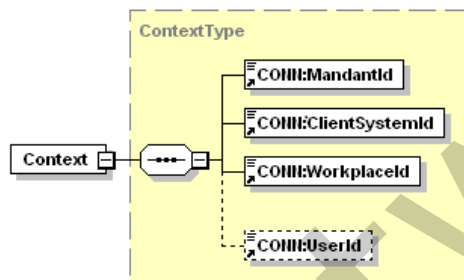 ContextType
CONN:MandantId
CONN:ClientSystemId
Context
CONN:WorkplaceId
CONN:UserId